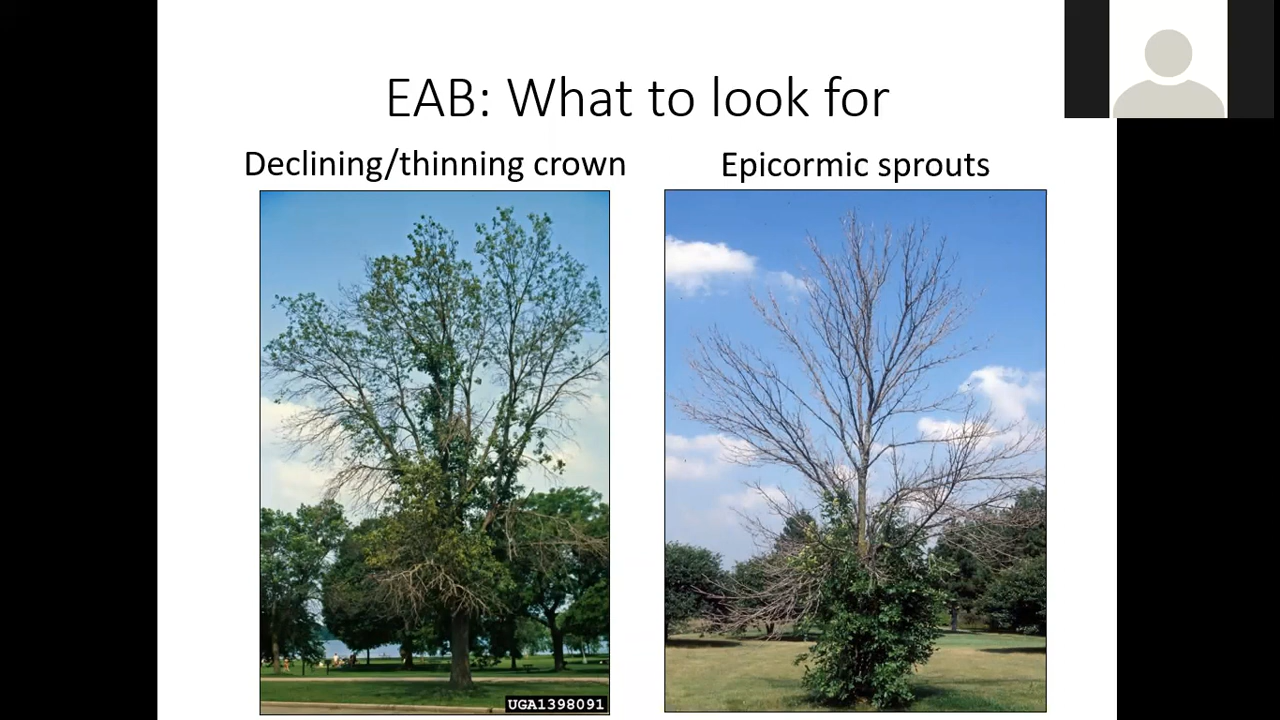 EAB: What to look for
Declining/thinning crown
Epicormic sprouts
UGA1398091